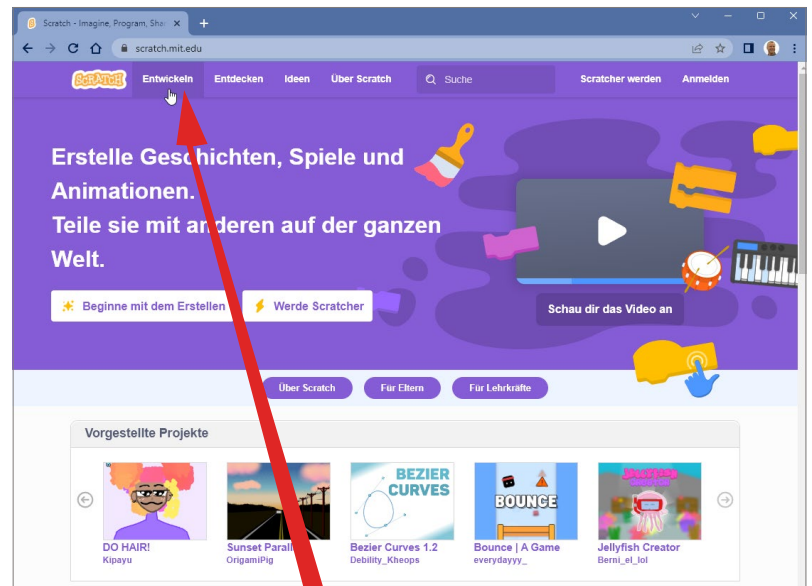 Scratch - Imagine, Program, Sha
scratch.mit.edu
SCRATCH Entwickeln Entdecken Ideen Über Scratch Suche Scratcher werden Anmelden
Erstelle Geschichten, Spiele und
Animationen.
Teile sie mit anderen auf der ganzen
Welt.
Beginne mit dem Erstellen Werde Scratcher
Schau dir das Video an
Über Scratch Für Eltern Für Lehrkräfte
Vorgestellte Projekte
BEZIER
CURVES
BOUNCE
DO HAIR! Sunset Paral Bezier Curves 1.2 Bounce | A Game Jellyfish Creator
Kipayu OrigamiPig Debility_Kheops everydayyy_ Berni_el_lol